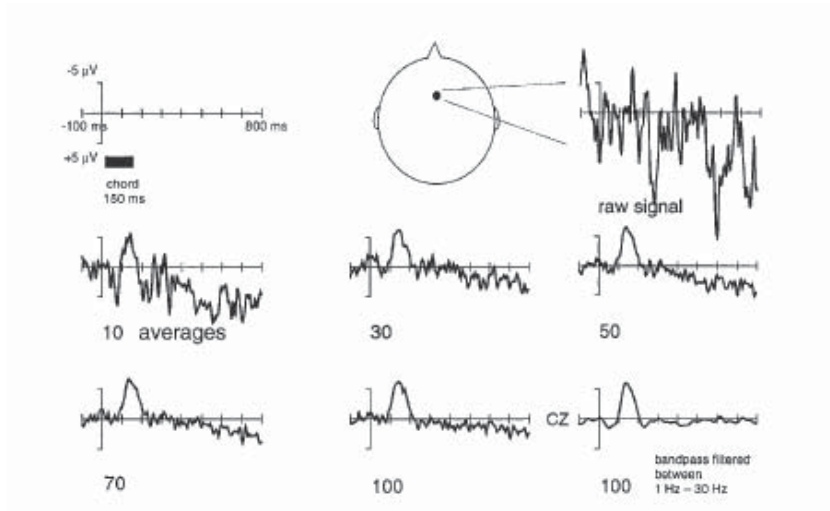 -5 µV
-100 ms
800 ms
+5 µV
chord
150 ms
raw signal
10 averages
30
50
70
100
CZ
100
bandpass filtered
between
1 Hz – 30 Hz